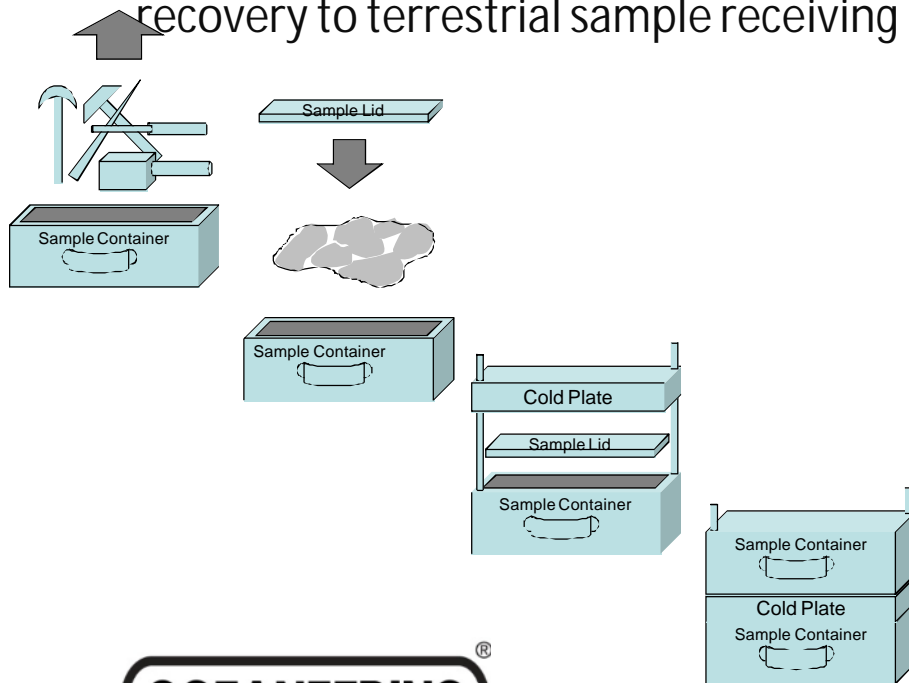 recovery to terrestrial sample receiving
Sample Lid
Sample Container
Sample Container
Cold Plate
Sample Lid
Sample Container
Sample Container
Cold Plate
Sample Container
OCEANEERING ®